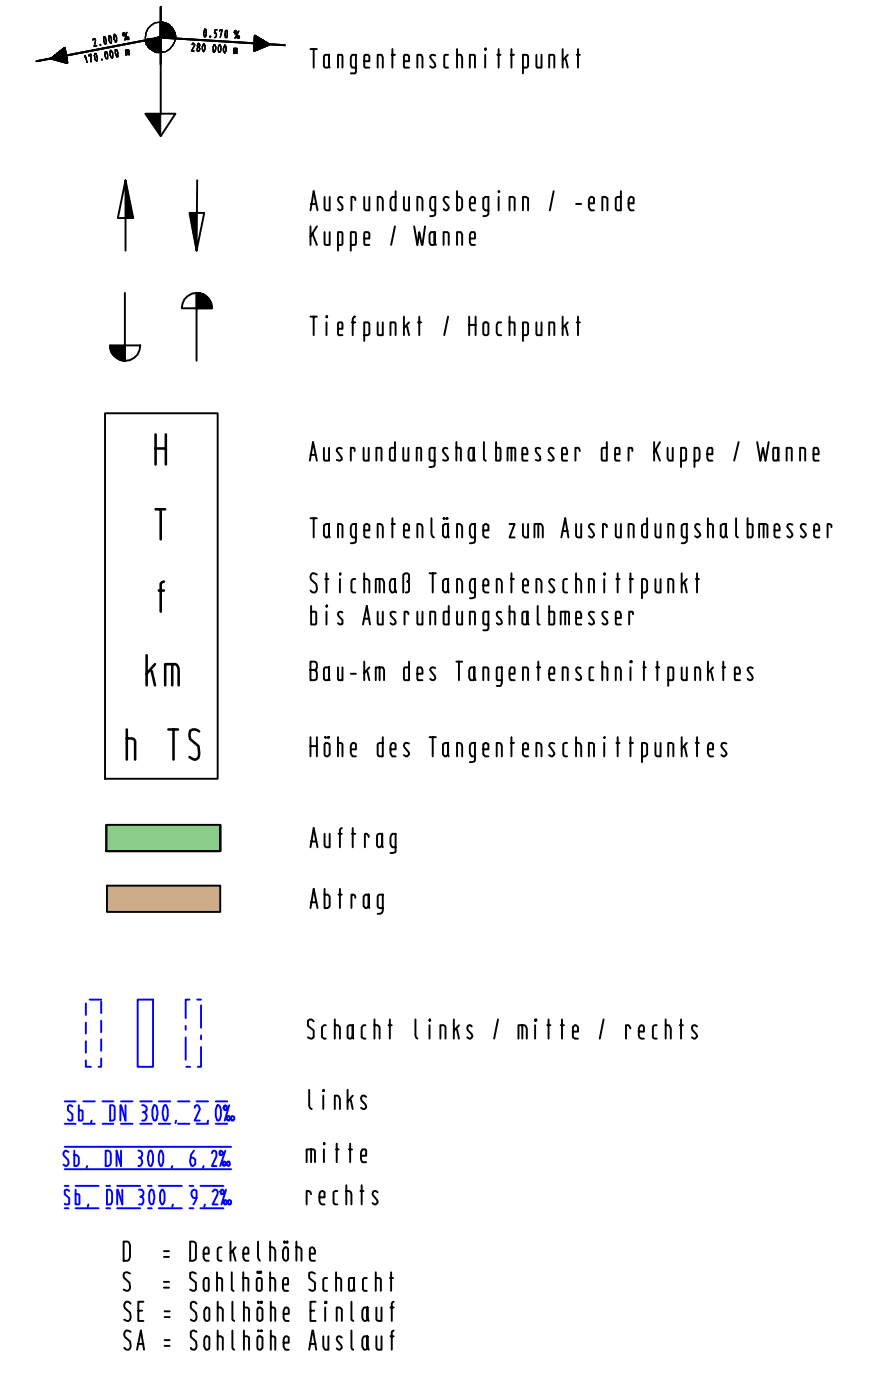 2.000 %
170.000 m
0.570 %
280 000 m
Tangentenschnittpunkt
Ausrundungsbeginn / -ende
Kuppe / Wanne
Tiefpunkt / Hochpunkt
H
Ausrundungshalbmesser der Kuppe / Wanne
T
Tangentenlänge zum Ausrundungshalbmesser
f
Stichmaß Tangentenschnittpunkt
bis Ausrundungshalbmesser
km
Bau-km des Tangentenschnittpunktes
h TS
Höhe des Tangentenschnittpunktes
Auftrag
Abtrag
Schacht links / mitte / rechts
Sb, DN 300, 2,0‰
links
Sb, DN 300, 6,2‰
mitte
Sb, DN 300, 9,2‰
rechts
D = Deckelhöhe
S = Sohlhöhe Schacht
SE = Sohlhöhe Einlauf
SA = Sohlhöhe Auslauf